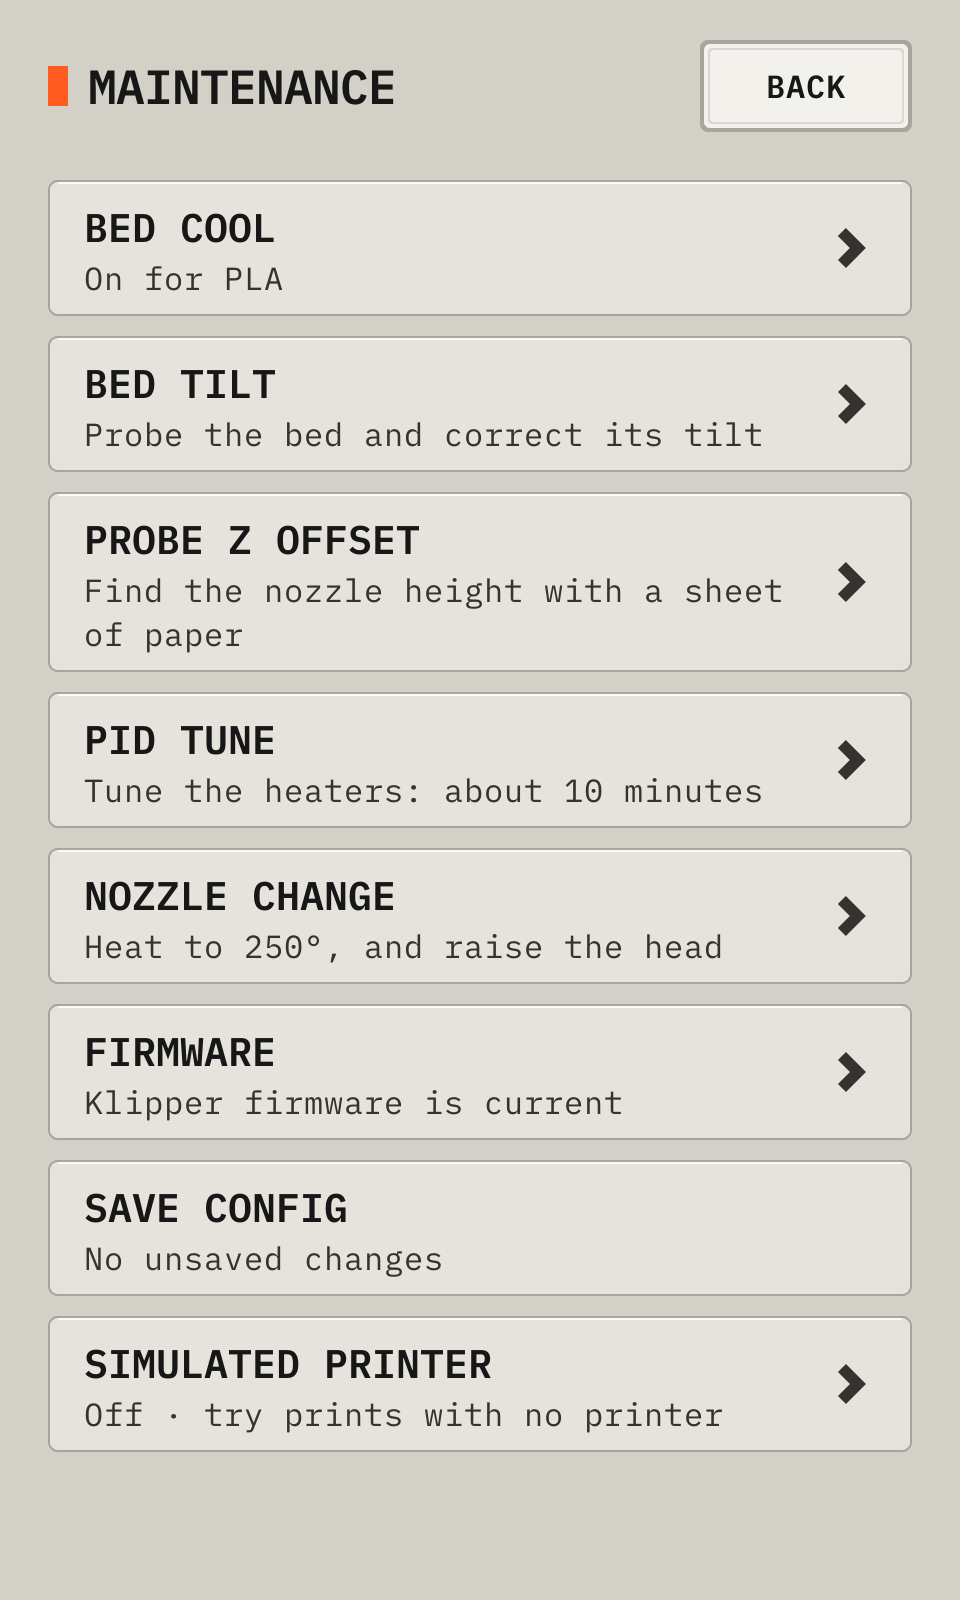 MAINTENANCE
BACK
BED COOL
On for PLA
BED TILT
Probe the bed and correct its tilt
PROBE Z OFFSET
Find the nozzle height with a sheet
of paper
PID TUNE
Tune the heaters: about 10 minutes
NOZZLE CHANGE
Heat to 250°, and raise the head
FIRMWARE
Klipper firmware is current
SAVE CONFIG
No unsaved changes
SIMULATED PRINTER
Off · try prints with no printer